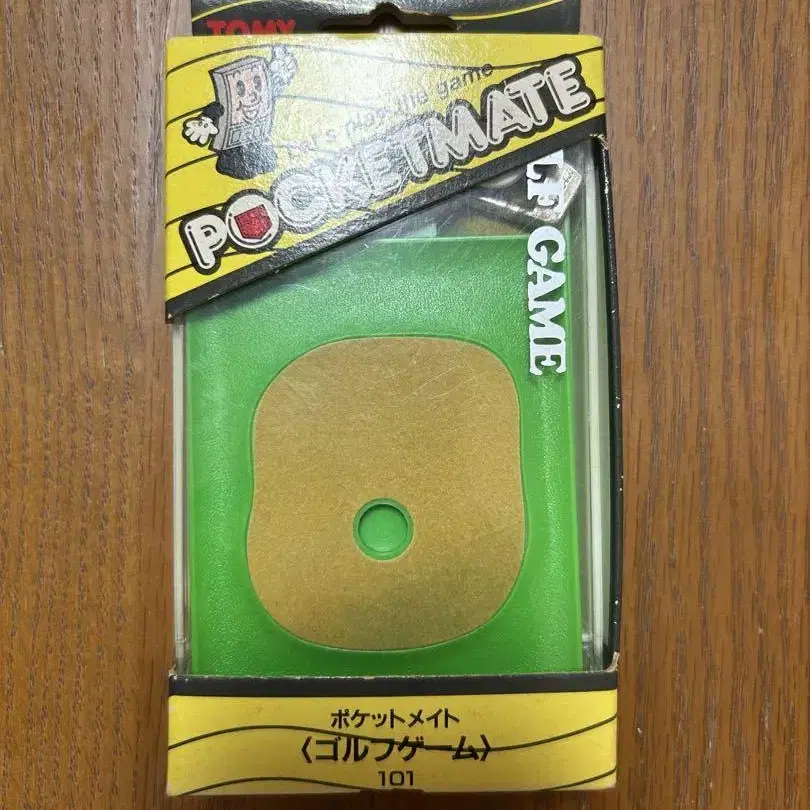 TOMY
Let's play the game
POCKETMATE
LF GAME
ポケットメイト
〈ゴルフゲーム〉
101